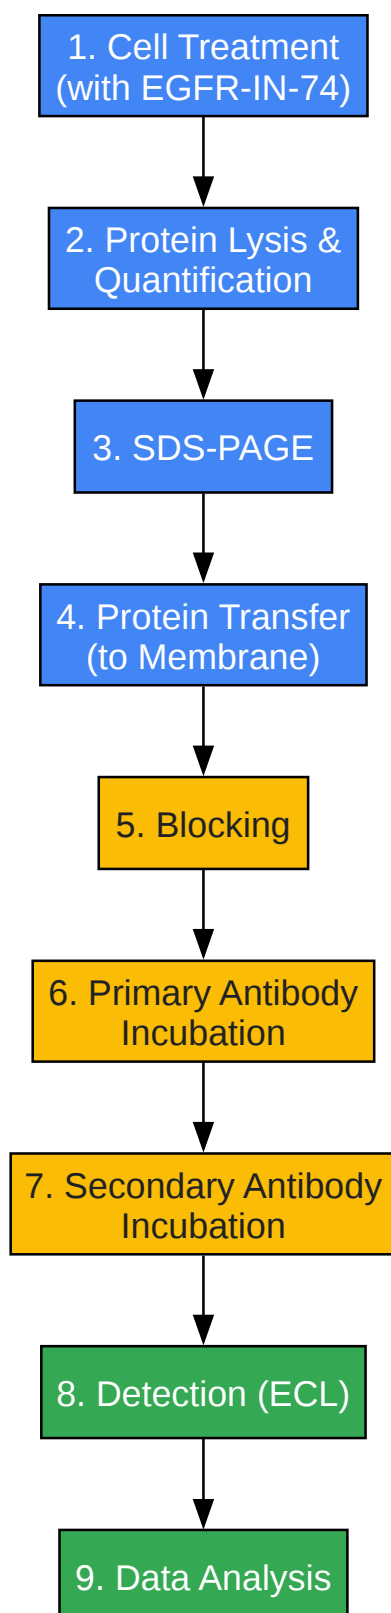 1. Cell Treatment
(with EGFR-IN-74)
2. Protein Lysis &
Quantification
3. SDS-PAGE
4. Protein Transfer
(to Membrane)
5. Blocking
6. Primary Antibody
Incubation
7. Secondary Antibody
Incubation
8. Detection (ECL)
9. Data Analysis